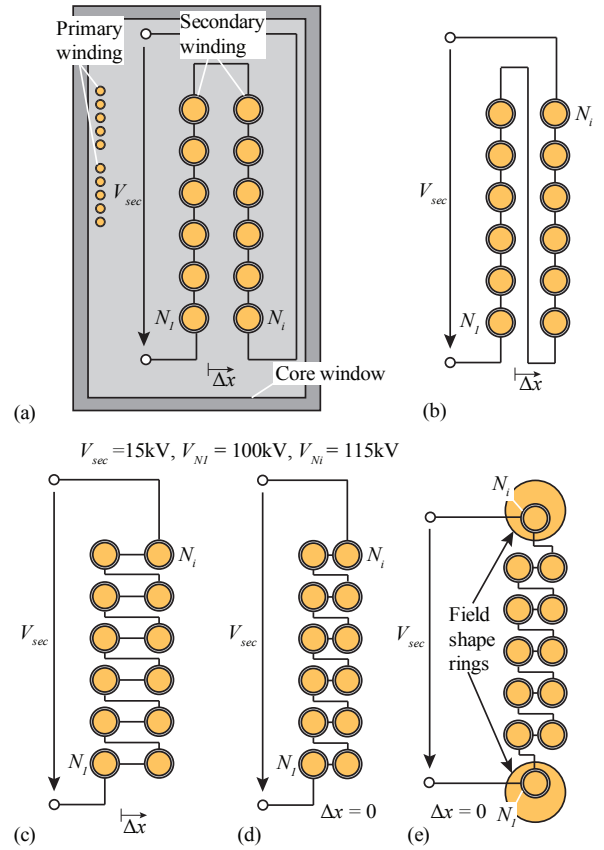 Primary winding
Secondary winding
V_sec
N_I
N_i
Δx
Core window
(a)
N_i
V_sec
N_I
Δx
(b)
V_sec =15kV, V_NI = 100kV, V_Ni = 115kV
N_i
V_sec
N_I
Δx
(c)
N_i
V_sec
N_I
Δx = 0
(d)
N_i
V_sec
Field shape rings
Δx = 0
N_I
(e)